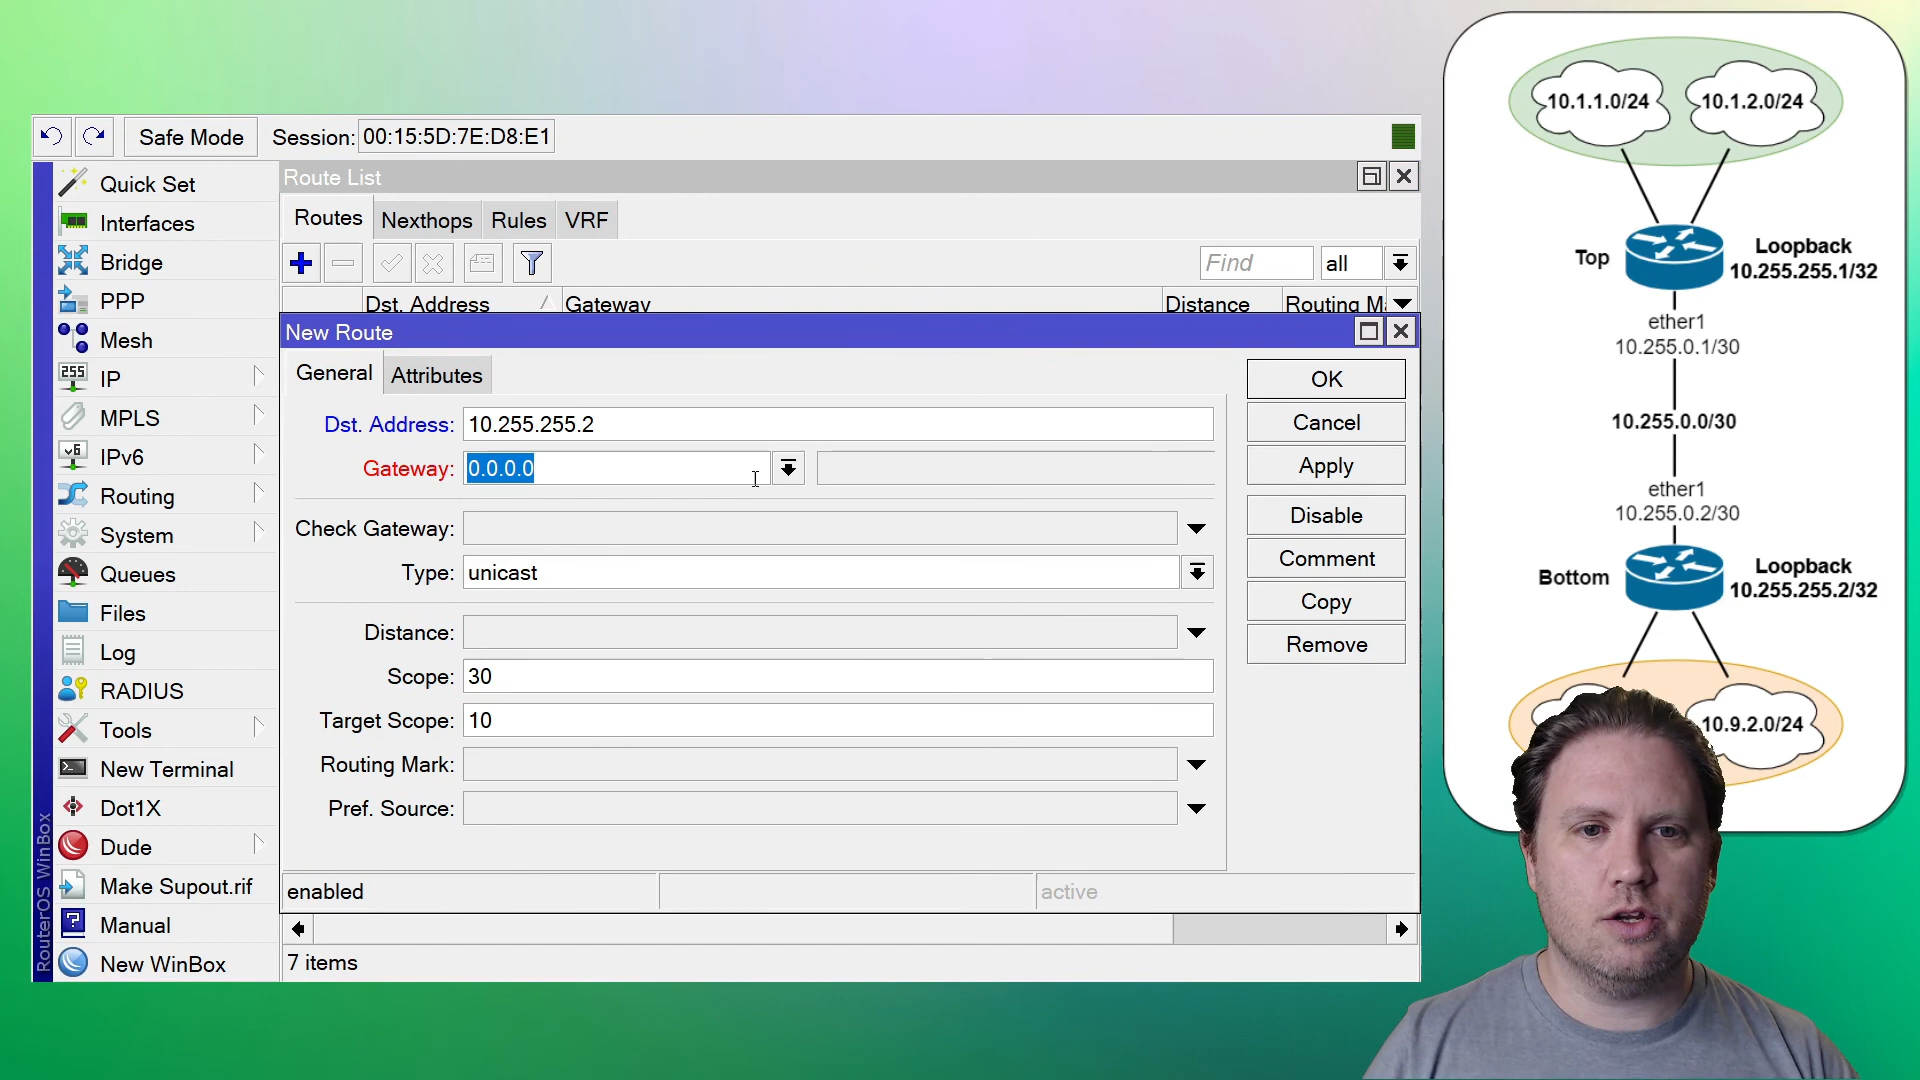 Safe Mode
Session: 00:15:5D:7E:D8:E1
Quick Set
Interfaces
Bridge
PPP
Mesh
IP
MPLS
IPv6
Routing
System
Queues
Files
Log
RADIUS
Tools
New Terminal
Dot1X
Dude
Make Supout.rif
Manual
New WinBox
RouterOS WinBox
Route List
Routes
Nexthops
Rules
VRF
Find
all
Dst. Address
Gateway
Distance
New Route
General
Attributes
Dst. Address: 10.255.255.2
Gateway: 0.0.0.0
Check Gateway:
Type: unicast
Distance:
Scope: 30
Target Scope: 10
Routing Mark:
Pref. Source:
OK
Cancel
Apply
Disable
Comment
Copy
Remove
enabled
active
7 items
10.1.1.0/24
10.1.2.0/24
Top
Loopback
10.255.255.1/32
ether1
10.255.0.1/30
10.255.0.0/30
ether1
10.255.0.2/30
Bottom
Loopback
10.255.255.2/32
10.9.2.0/24